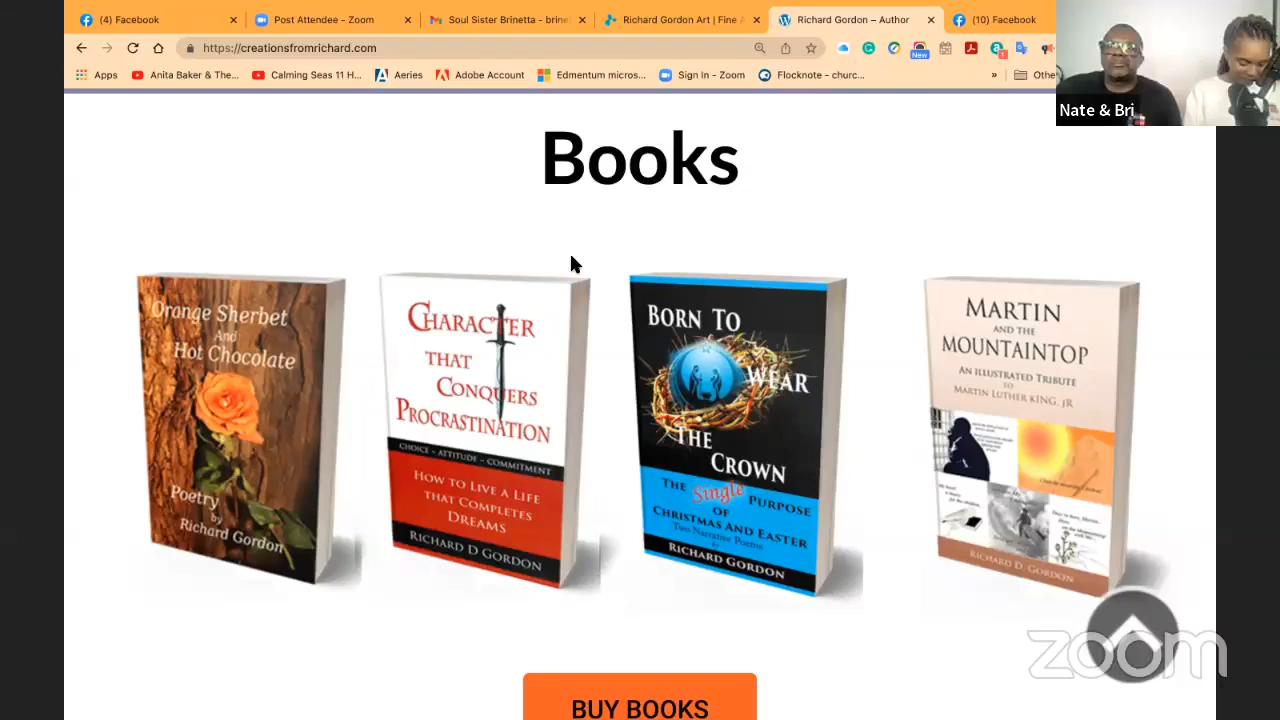 (4) Facebook
Post Attendee - Zoom
Soul Sister Brinetta - brine
Richard Gordon Art | Fine A
Richard Gordon – Author
(10) Facebook
https://creationsfromrichard.com
New
1
Apps
Anita Baker & The...
Calming Seas 11 H...
Aeries
Adobe Account
Edmentum micros...
Sign In - Zoom
Flocknote - churc...
»
Othe
Nate & Bri
Books
Orange Sherbet
And
Hot Chocolate
Poetry
by
Richard Gordon
CHARACTER
THAT
CONQUERS
PROCRASTINATION
CHOICE - ATTITUDE - COMMITMENT
HOW TO LIVE A LIFE
THAT COMPLETES
DREAMS
RICHARD D GORDON
BORN TO
WEAR
THE
CROWN
THE Single PURPOSE
OF
CHRISTMAS AND EASTER
Two Narrative Poems
by
RICHARD GORDON
MARTIN
AND THE
MOUNTAINTOP
AN ILLUSTRATED TRIBUTE
TO
MARTIN LUTHER KING, JR
RICHARD D. GORDON
zoom
BUY BOOKS